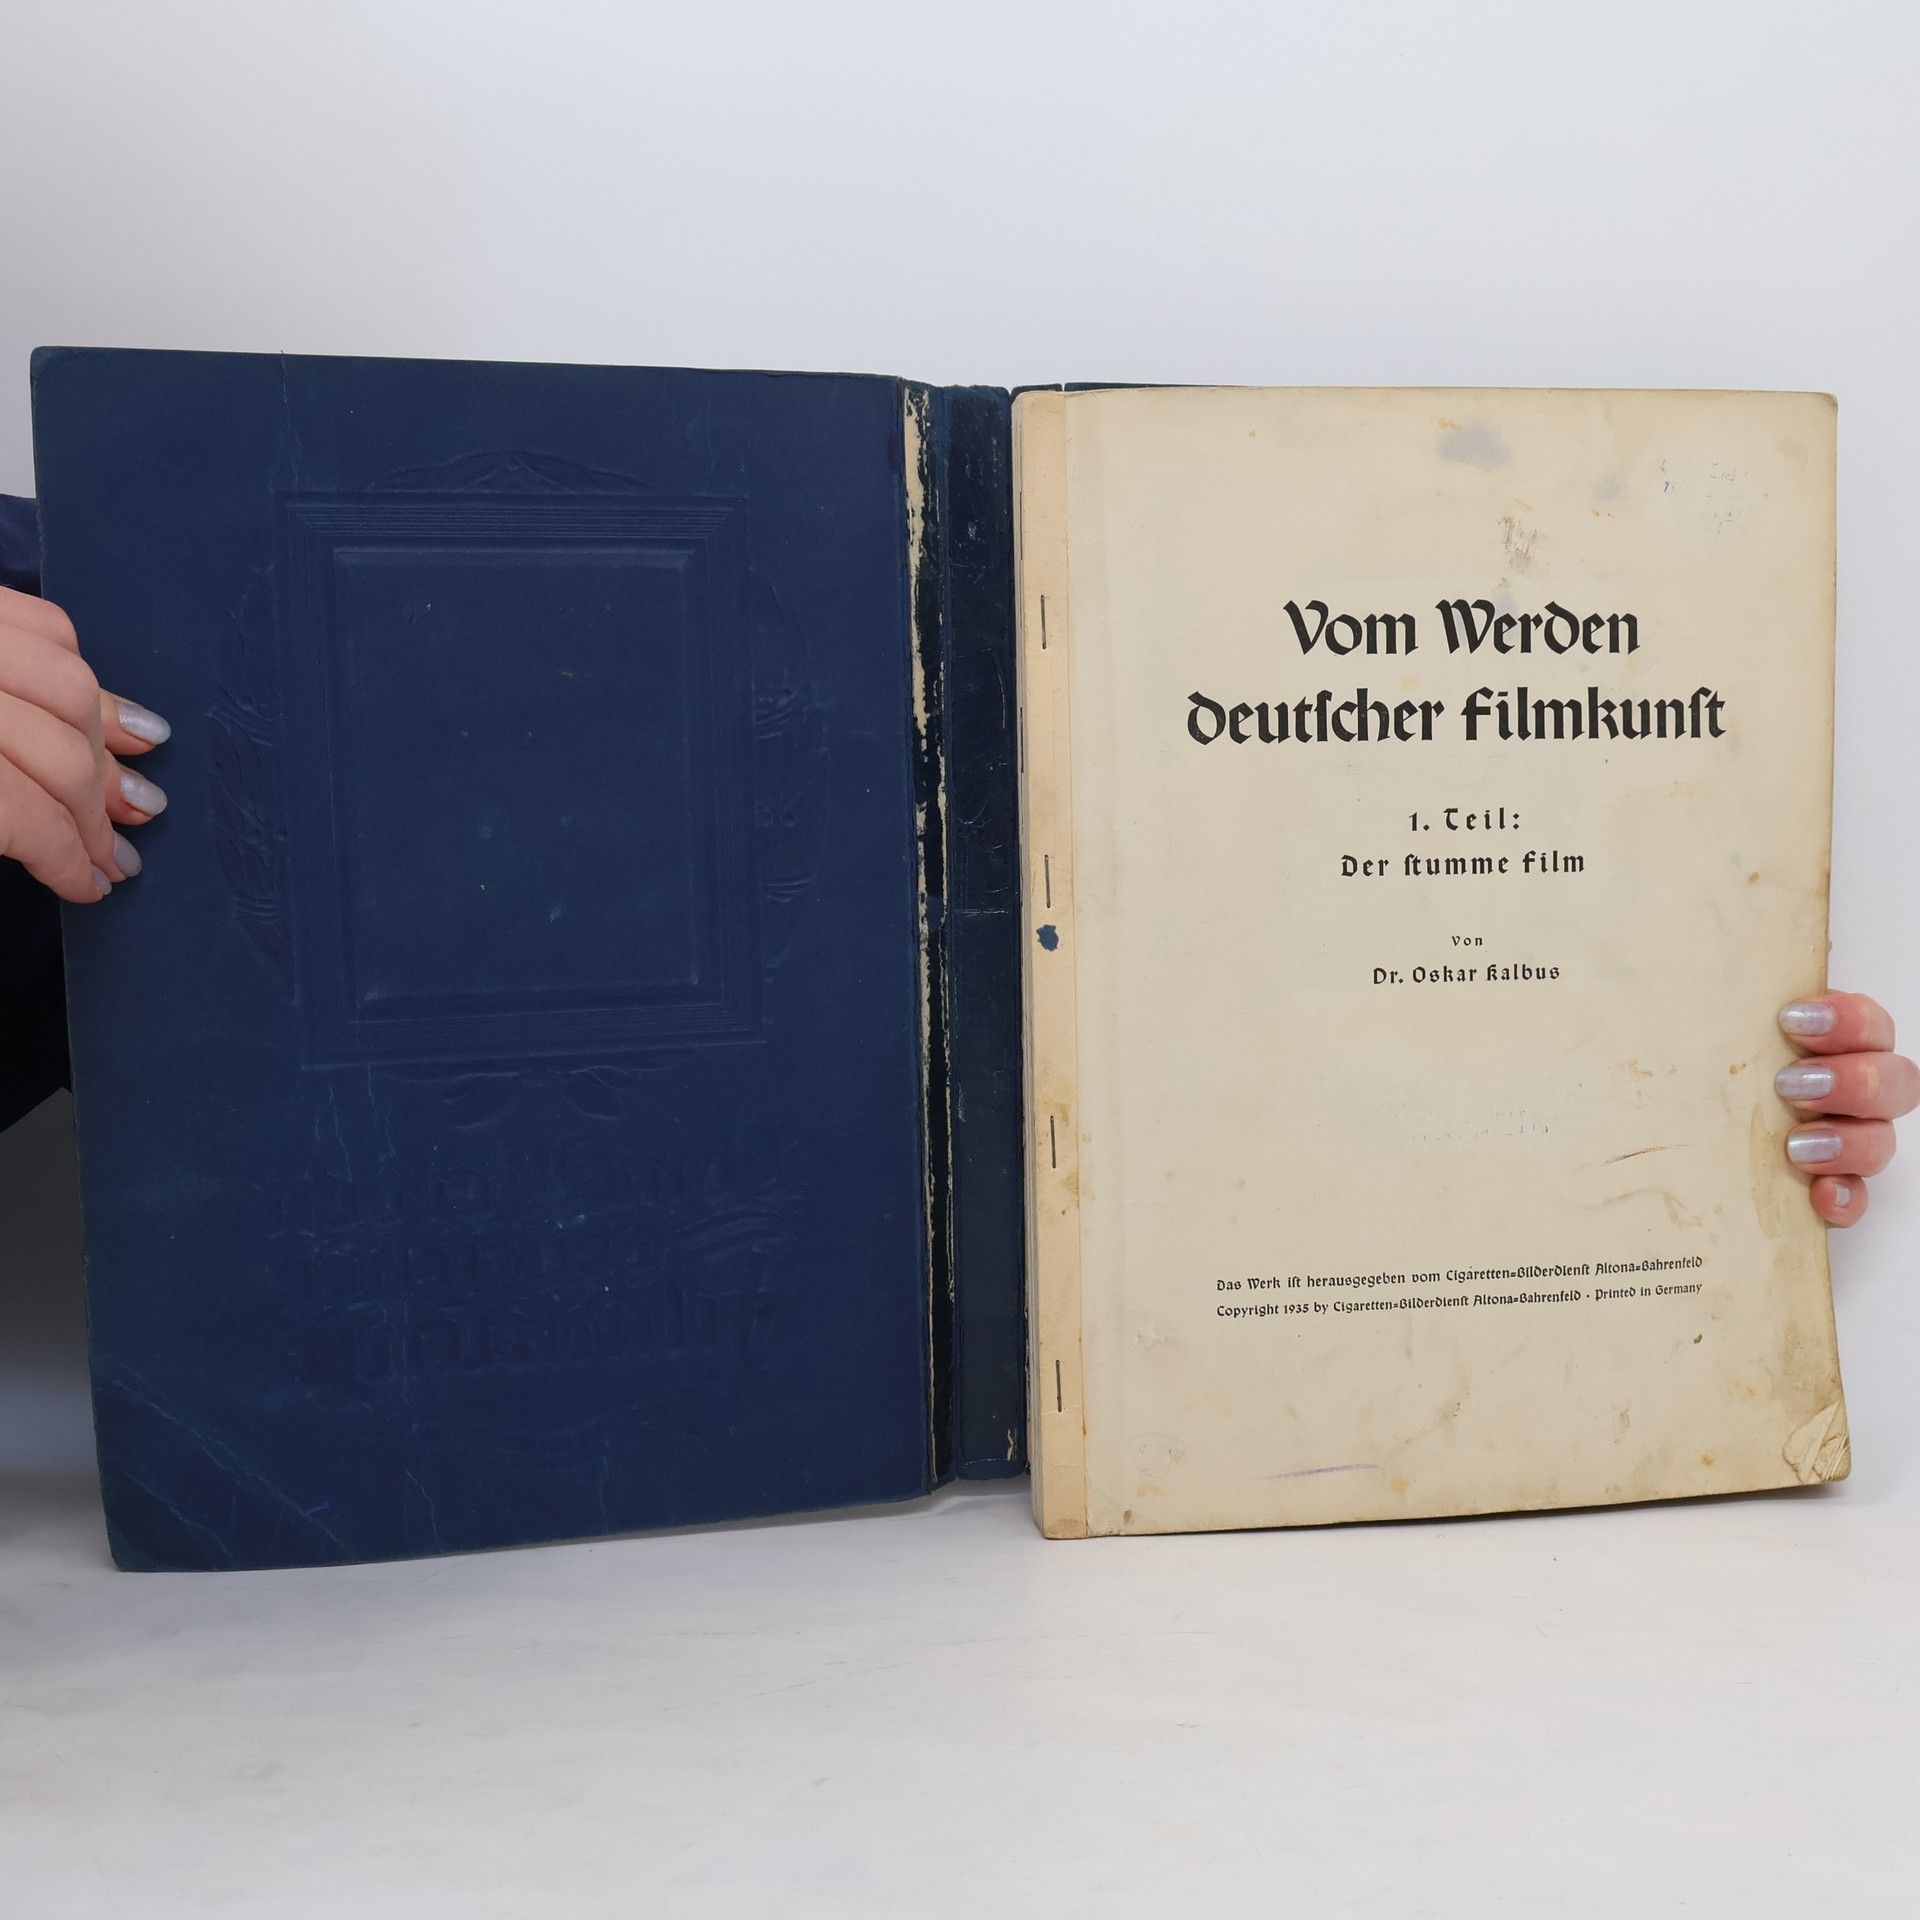 Vom Werden
deutſcher Filmkunſt
1. Teil:
Der ſtumme Film
von
Dr. Oskar Kalbus
Das Werk iſt herausgegeben vom Cigaretten=Bilderdienſt Altona=Bahrenfeld
Copyright 1935 by Cigaretten=Bilderdienſt Altona=Bahrenfeld · Printed in Germany